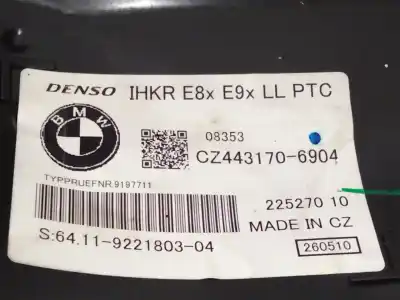 DENSO IHKR E8x E9x LL PTC
BMW
08353
CZ443170-6904
TYPPRUEFNR.9197711
225270 10
MADE IN CZ
S:64.11-9221803-04
260510